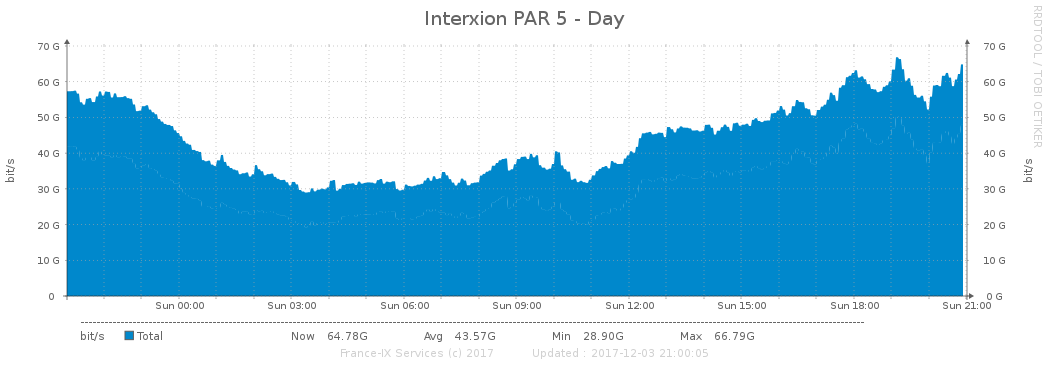 Interxion PAR 5 - Day
RRDTOOL / TOBI OETIKER
70 G 70 G
60 G 60 G
50 G 50 G
40 G 40 G
30 G 30 G
20 G 20 G
10 G 10 G
0 0 G
bit/s bit/s
Sun 00:00 Sun 03:00 Sun 06:00 Sun 09:00 Sun 12:00 Sun 15:00 Sun 18:00 Sun 21:00
bit/s Total Now 64.78G Avg 43.57G Min 28.90G Max 66.79G
France-IX Services (c) 2017 Updated : 2017-12-03 21:00:05